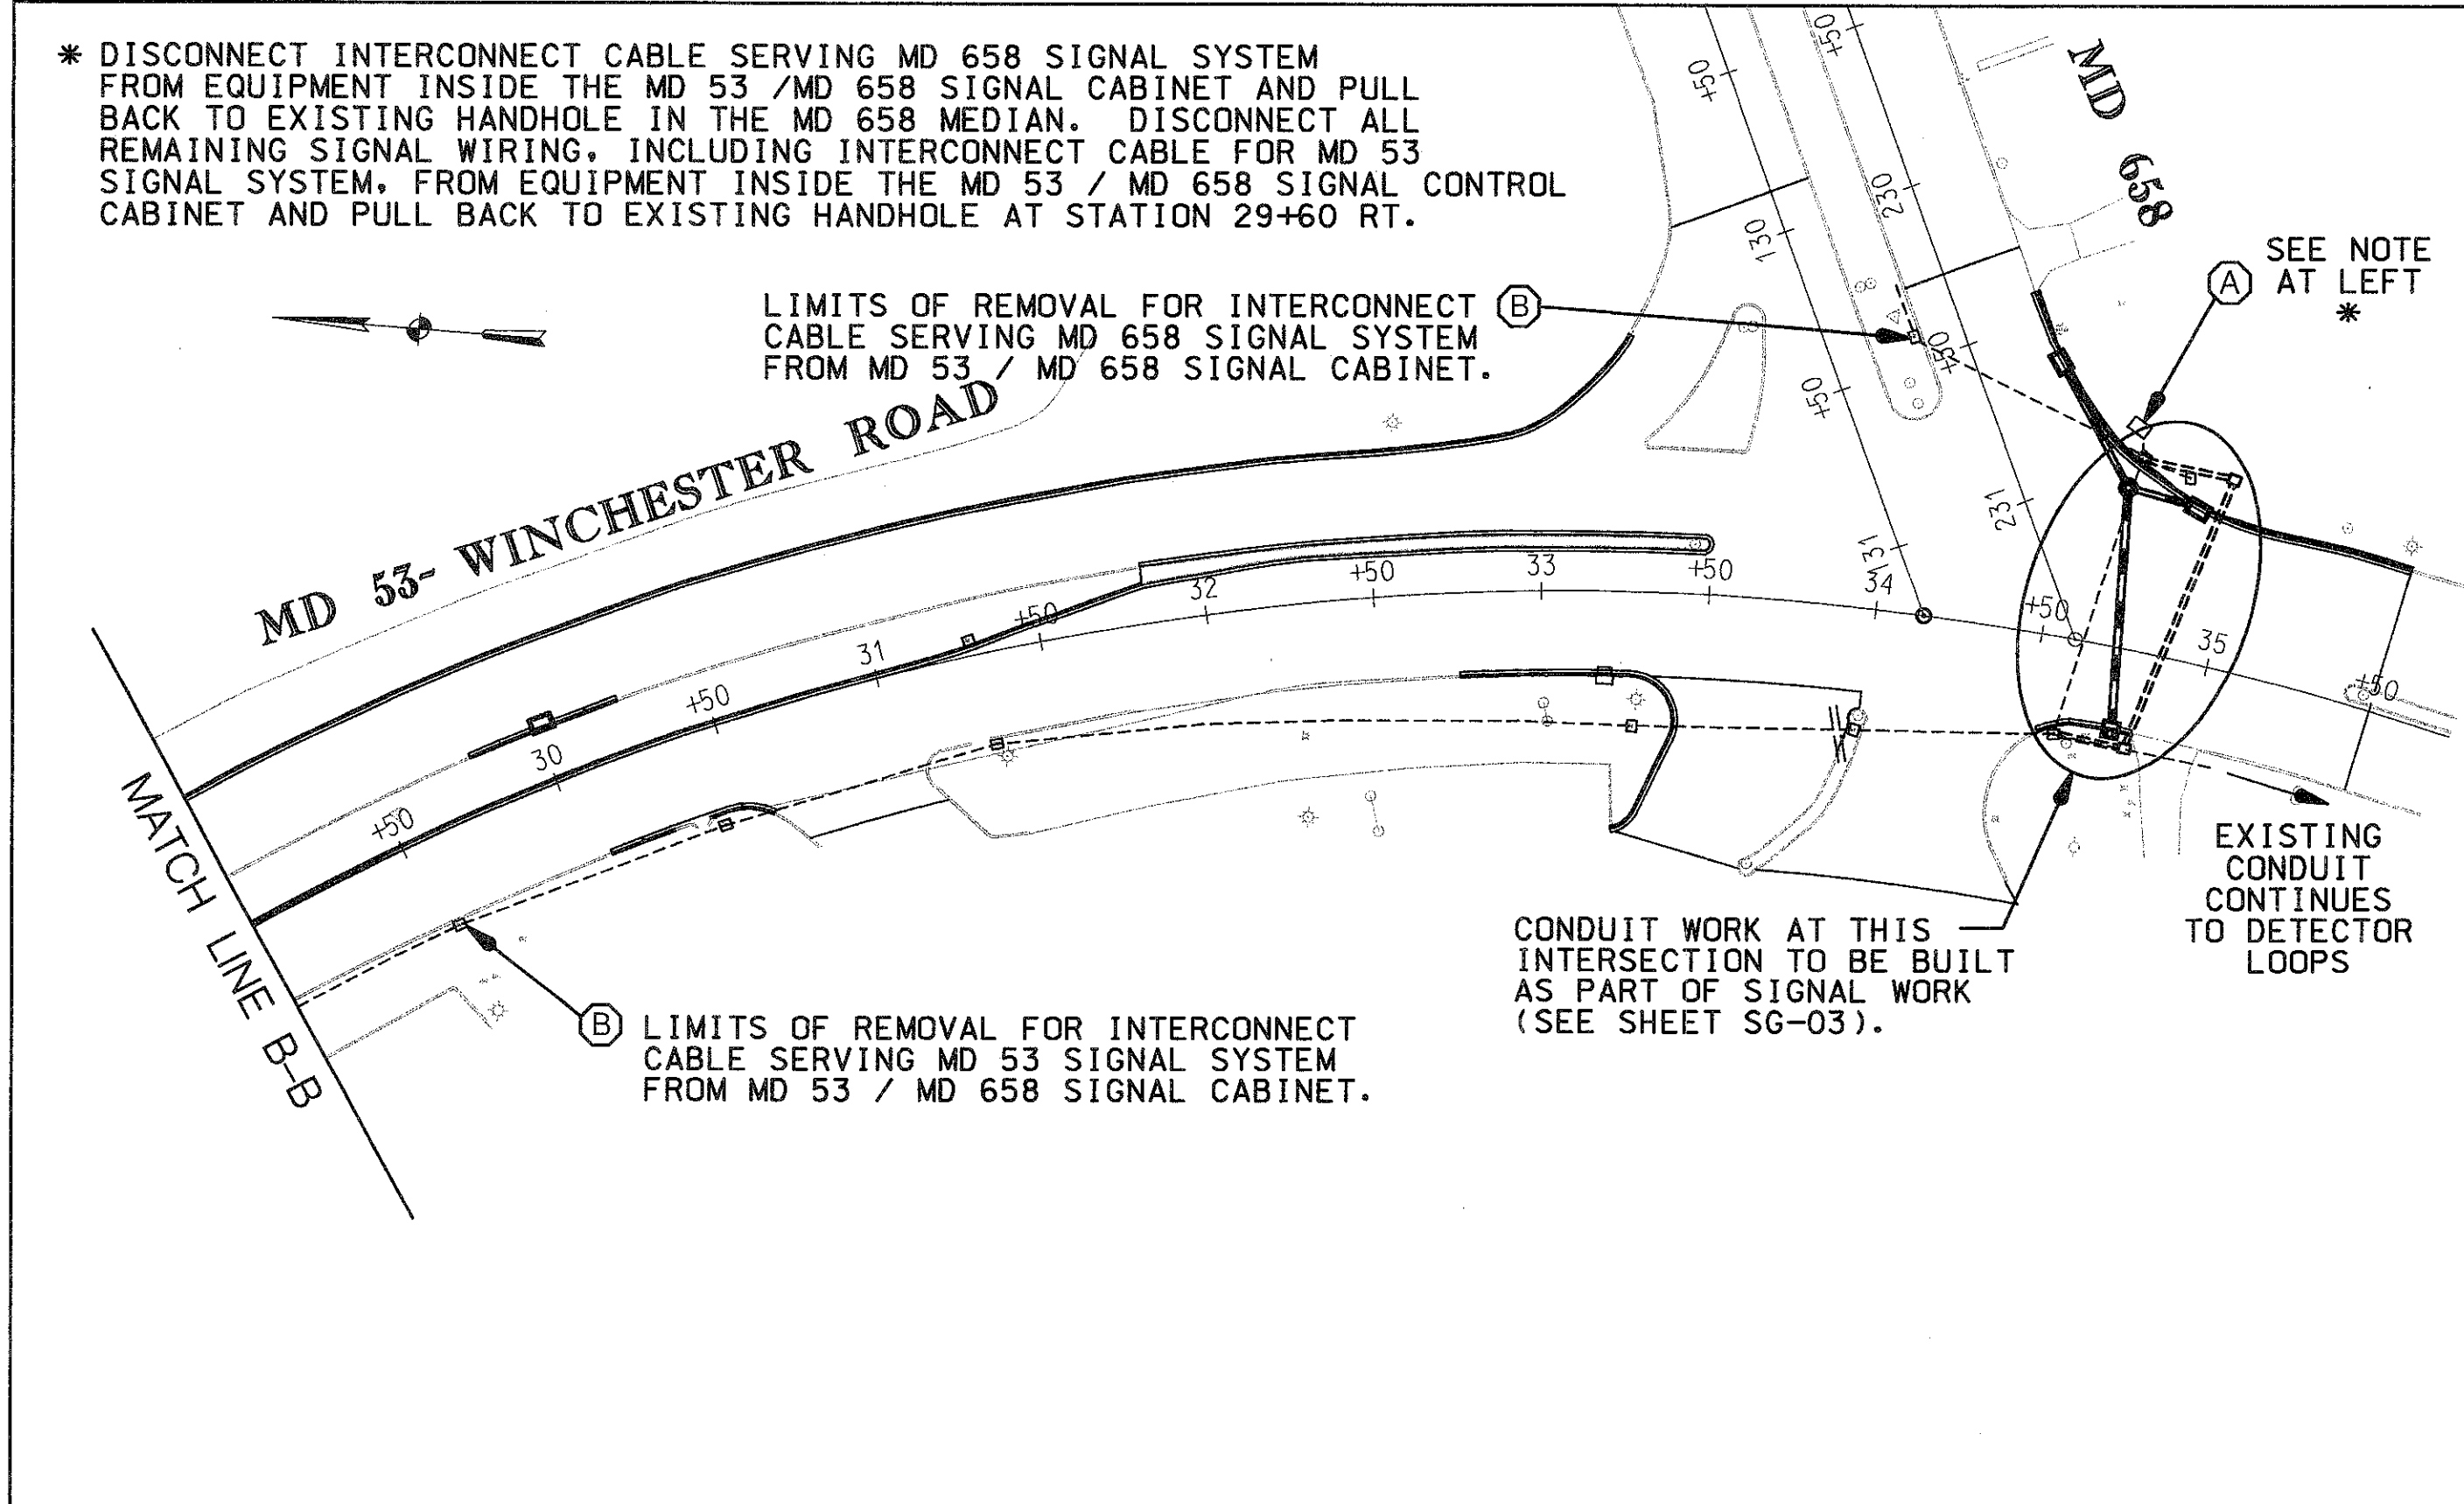 * DISCONNECT INTERCONNECT CABLE SERVING MD 658 SIGNAL SYSTEM
FROM EQUIPMENT INSIDE THE MD 53 /MD 658 SIGNAL CABINET AND PULL
BACK TO EXISTING HANDHOLE IN THE MD 658 MEDIAN. DISCONNECT ALL
REMAINING SIGNAL WIRING, INCLUDING INTERCONNECT CABLE FOR MD 53
SIGNAL SYSTEM, FROM EQUIPMENT INSIDE THE MD 53 / MD 658 SIGNAL CONTROL
CABINET AND PULL BACK TO EXISTING HANDHOLE AT STATION 29+60 RT.
MD 658
+50
+50
130
230
+50
+50
131
231
A
SEE NOTE
AT LEFT
*
B
LIMITS OF REMOVAL FOR INTERCONNECT
CABLE SERVING MD 658 SIGNAL SYSTEM
FROM MD 53 / MD 658 SIGNAL CABINET.
MD 53- WINCHESTER ROAD
+50
30
+50
31
+50
32
+50
33
+50
34
+50
35
+50
MATCH LINE B-B
B
LIMITS OF REMOVAL FOR INTERCONNECT
CABLE SERVING MD 53 SIGNAL SYSTEM
FROM MD 53 / MD 658 SIGNAL CABINET.
CONDUIT WORK AT THIS
INTERSECTION TO BE BUILT
AS PART OF SIGNAL WORK
(SEE SHEET SG-03).
EXISTING
CONDUIT
CONTINUES
TO DETECTOR
LOOPS